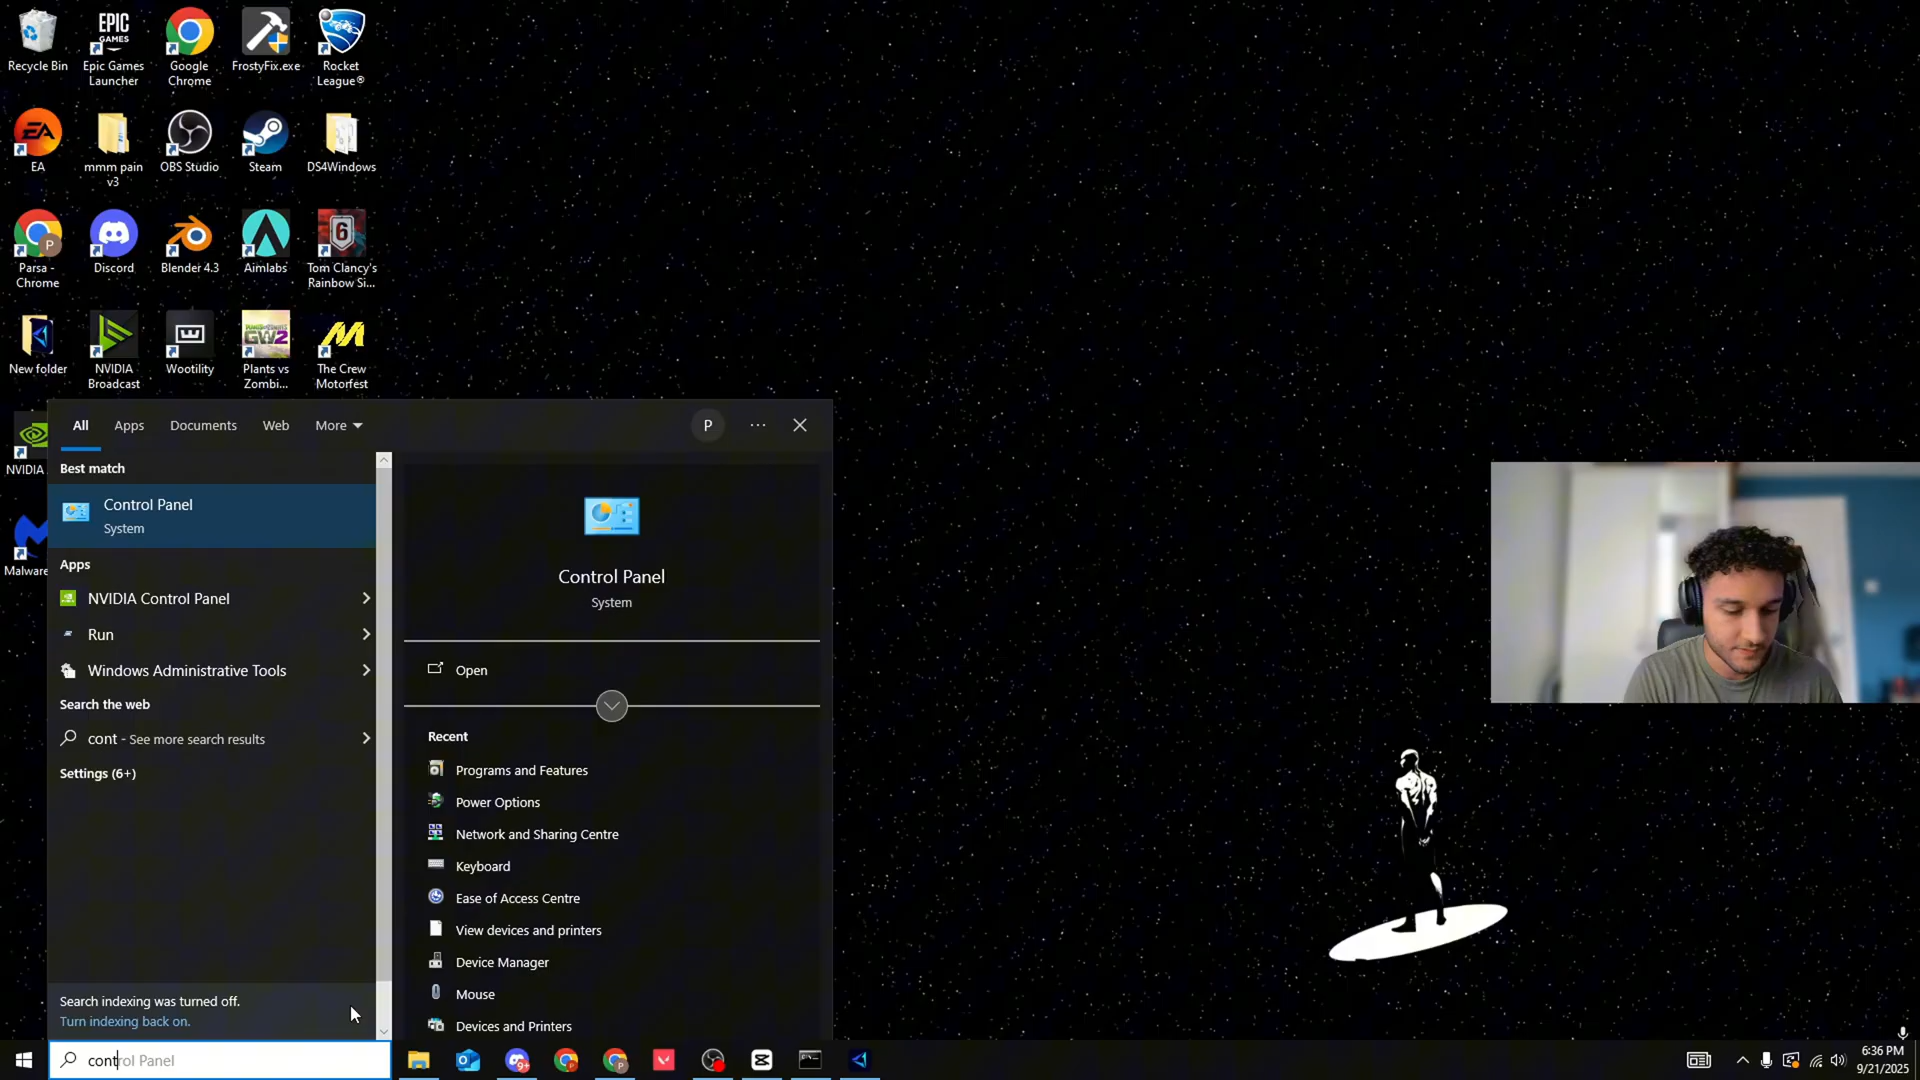 Recycle Bin
EPIC
GAMES
Epic Games
Launcher
Google
Chrome
FrostyFix.exe
Rocket
League®
EA
EA
mmm pain
v3
OBS Studio
Steam
DS4Windows
P
Parsa -
Chrome
Discord
Blender 4.3
Aimlabs
6
Tom Clancy's
Rainbow Si...
New folder
NVIDIA
Broadcast
W
Wootility
GW2
Plants vs
Zombi...
The Crew
Motorfest
NVIDIA
Malware
All
Apps
Documents
Web
More
P
Best match
Control Panel
System
Apps
NVIDIA Control Panel
Run
Windows Administrative Tools
Search the web
cont - See more search results
Settings (6+)
Search indexing was turned off.
Turn indexing back on.
Control Panel
System
Open
Recent
Programs and Features
Power Options
Network and Sharing Centre
Keyboard
Ease of Access Centre
View devices and printers
Device Manager
Mouse
Devices and Printers
control Panel
9+
6:36 PM
9/21/2025